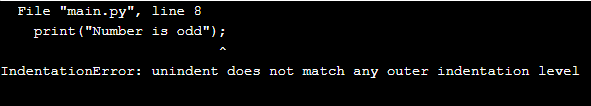 File "main.py", line 8
print("Number is odd");
^
IndentationError: unindent does not match any outer indentation level